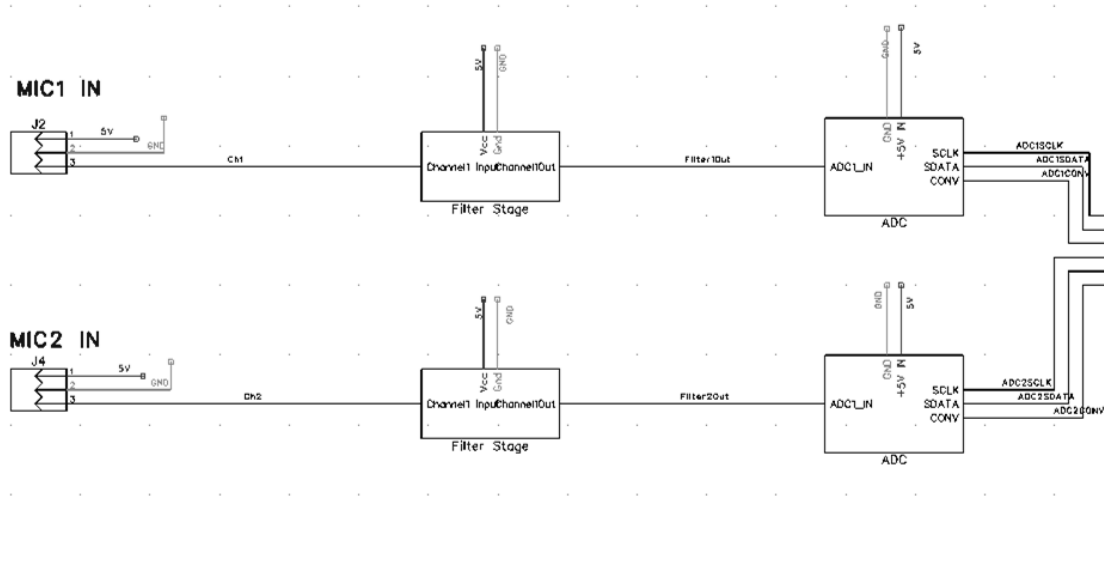 MIC1 IN
J2
1
5V
2
GND
3
Ch1
5V
GND
Vcc
Gnd
Channel1 Inpu
Channel1Out
Filter Stage
Filter1Out
GND
5V
GND
+5V IN
ADC1_IN
SCLK
SDATA
CONV
ADC
ADC1SCLK
ADC1SDATA
ADC1CONV
MIC2 IN
J4
1
5V
2
GND
3
Ch2
5V
GND
Vcc
Gnd
Channel1 Inpu
Channel1Out
Filter Stage
Filter2Out
GND
5V
GND
+5V IN
ADC1_IN
SCLK
SDATA
CONV
ADC
ADC2SCLK
ADC2SDATA
ADC2CONV